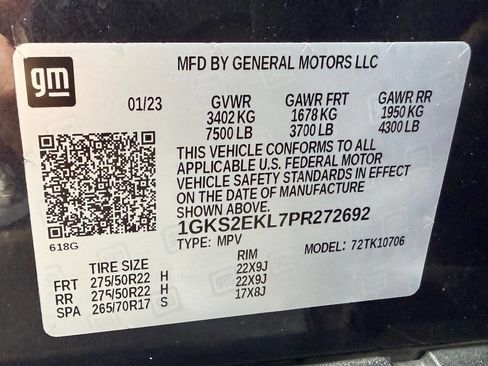 gm
MFD BY GENERAL MOTORS LLC
01/23 GVWR GAWR FRT GAWR RR
3402 KG 1678 KG 1950 KG
7500 LB 3700 LB 4300 LB
THIS VEHICLE CONFORMS TO ALL
APPLICABLE U.S. FEDERAL MOTOR
VEHICLE SAFETY STANDARDS IN EFFECT
ON THE DATE OF MANUFACTURE
SHOWN ABOVE.
1GKS2EKL7PR272692
618G
TYPE: MPV MODEL: 72TK10706
TIRE SIZE RIM
FRT 275/50R22 H 22X9J
RR 275/50R22 H 22X9J
SPA 265/70R17 S 17X8J